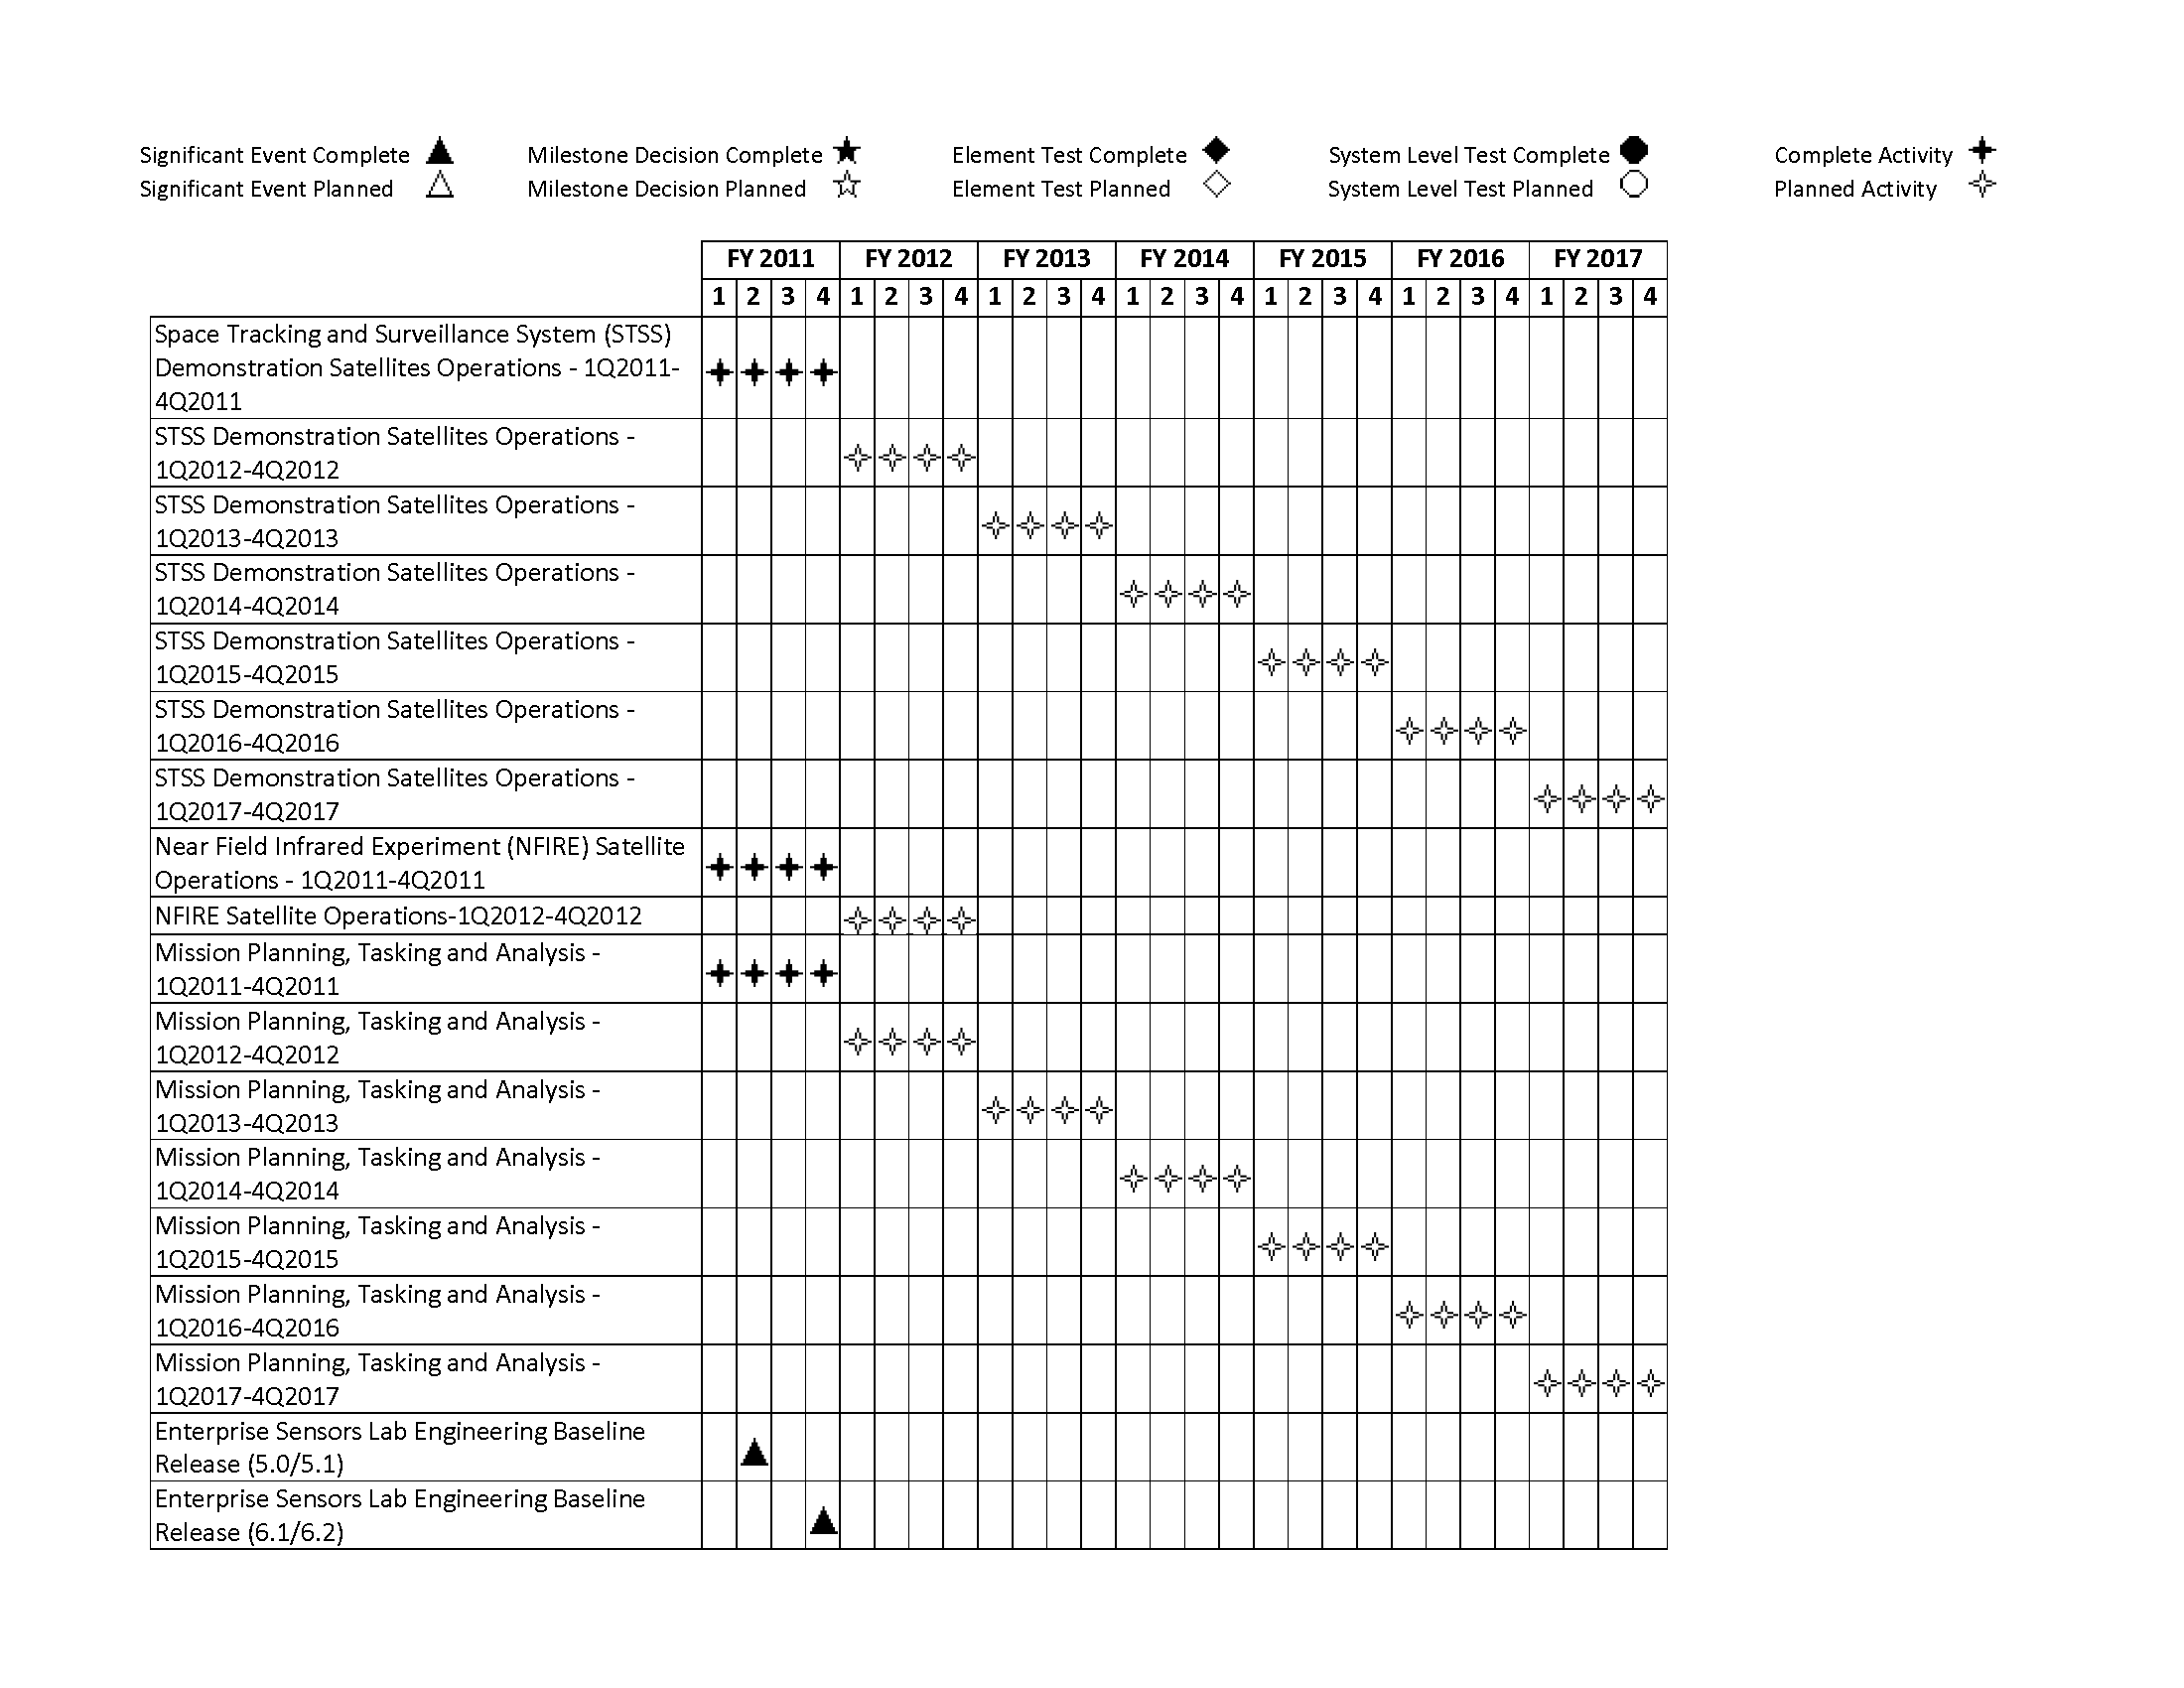 Significant Event Complete Milestone Decision Complete Element Test Complete System Level Test Complete Complete Activity
Significant Event Planned Milestone Decision Planned Element Test Planned System Level Test Planned Planned Activity
FY 2011 FY 2012 FY 2013 FY 2014 FY 2015 FY 2016 FY 2017
1 2 3 4 1 2 3 4 1 2 3 4 1 2 3 4 1 2 3 4 1 2 3 4 1 2 3 4
Space Tracking and Surveillance System (STSS)
Demonstration Satellites Operations - 1Q2011-
4Q2011
STSS Demonstration Satellites Operations -
1Q2012-4Q2012
STSS Demonstration Satellites Operations -
1Q2013-4Q2013
STSS Demonstration Satellites Operations -
1Q2014-4Q2014
STSS Demonstration Satellites Operations -
1Q2015-4Q2015
STSS Demonstration Satellites Operations -
1Q2016-4Q2016
STSS Demonstration Satellites Operations -
1Q2017-4Q2017
Near Field Infrared Experiment (NFIRE) Satellite
Operations - 1Q2011-4Q2011
NFIRE Satellite Operations-1Q2012-4Q2012
Mission Planning, Tasking and Analysis -
1Q2011-4Q2011
Mission Planning, Tasking and Analysis -
1Q2012-4Q2012
Mission Planning, Tasking and Analysis -
1Q2013-4Q2013
Mission Planning, Tasking and Analysis -
1Q2014-4Q2014
Mission Planning, Tasking and Analysis -
1Q2015-4Q2015
Mission Planning, Tasking and Analysis -
1Q2016-4Q2016
Mission Planning, Tasking and Analysis -
1Q2017-4Q2017
Enterprise Sensors Lab Engineering Baseline
Release (5.0/5.1)
Enterprise Sensors Lab Engineering Baseline
Release (6.1/6.2)